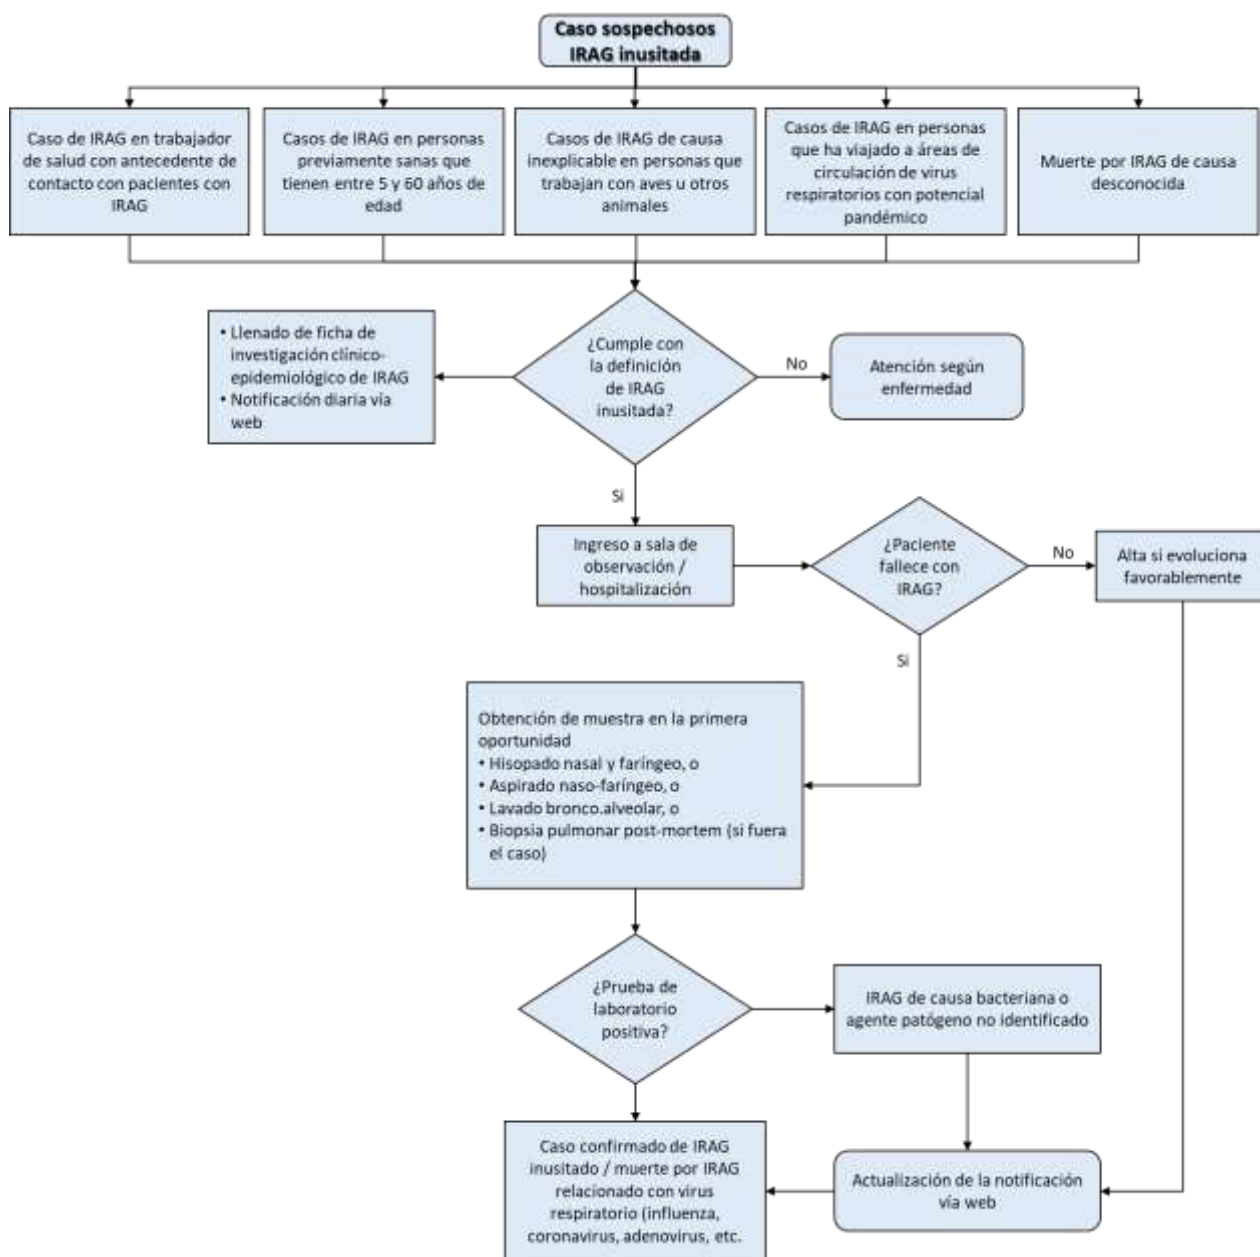 Caso sospechosos
IRAG inusitada
Caso de IRAG en trabajador
de salud con antecedente de
contacto con pacientes con
IRAG
Casos de IRAG en personas
previamente sanas que
tienen entre 5 y 60 años de
edad
Casos de IRAG de causa
inexplicable en personas que
trabajan con aves u otros
animales
Casos de IRAG en personas
que ha viajado a áreas de
circulación de virus
respiratorios con potencial
pandémico
Muerte por IRAG de causa
desconocida
• Llenado de ficha de
investigación clínico-
epidemiológico de IRAG
• Notificación diaria vía
web
¿Cumple con
la definición
de IRAG
inusitada?
No
Atención según
enfermedad
Si
Ingreso a sala de
observación /
hospitalización
¿Paciente
fallece con
IRAG?
No
Alta si evoluciona
favorablemente
Si
Obtención de muestra en la primera
oportunidad
• Hisopado nasal y faríngeo, o
• Aspirado naso-faríngeo, o
• Lavado bronco.alveolar, o
• Biopsia pulmonar post-mortem (si fuera
el caso)
¿Prueba de
laboratorio
positiva?
IRAG de causa bacteriana o
agente patógeno no identificado
Caso confirmado de IRAG
inusitado / muerte por IRAG
relacionado con virus
respiratorio (influenza,
coronavirus, adenovirus, etc.
Actualización de la notificación
vía web